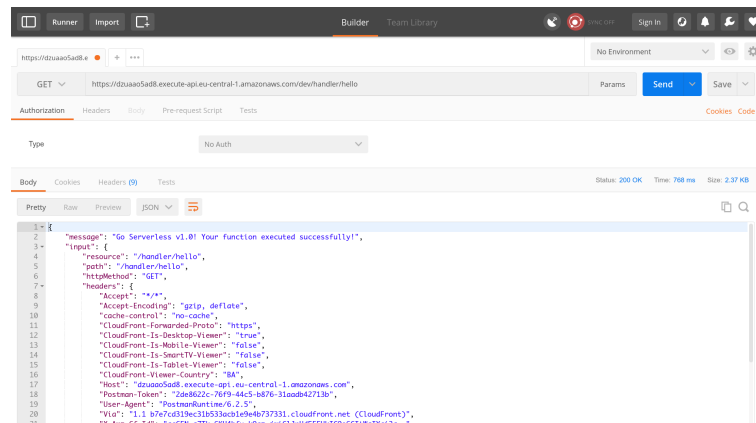 Runner Import Builder Team Library SYNC OFF Sign In
https://dzuaao5ad8.e + ••• No Environment
GET https://dzuaao5ad8.execute-api.eu-central-1.amazonaws.com/dev/handler/hello Params Send Save
Authorization Headers Body Pre-request Script Tests Cookies Code
Type No Auth
Body Cookies Headers (9) Tests Status: 200 OK Time: 768 ms Size: 2.37 KB
Pretty Raw Preview JSON
1 {
2 "message": "Go Serverless v1.0! Your function executed successfully!",
3 "input": {
4 "resource": "/handler/hello",
5 "path": "/handler/hello",
6 "httpMethod": "GET",
7 "headers": {
8 "Accept": "*/*",
9 "Accept-Encoding": "gzip, deflate",
10 "cache-control": "no-cache",
11 "CloudFront-Forwarded-Proto": "https",
12 "CloudFront-Is-Desktop-Viewer": "true",
13 "CloudFront-Is-Mobile-Viewer": "false",
14 "CloudFront-Is-SmartTV-Viewer": "false",
15 "CloudFront-Is-Tablet-Viewer": "false",
16 "CloudFront-Viewer-Country": "BA",
17 "Host": "dzuaao5ad8.execute-api.eu-central-1.amazonaws.com",
18 "Postman-Token": "2de8622c-76f9-44c5-b876-31aadb42713b",
19 "User-Agent": "PostmanRuntime/6.2.5",
20 "Via": "1.1 b7e7cd319ec31b533acb1e9e4b737331.cloudfront.net (CloudFront)",